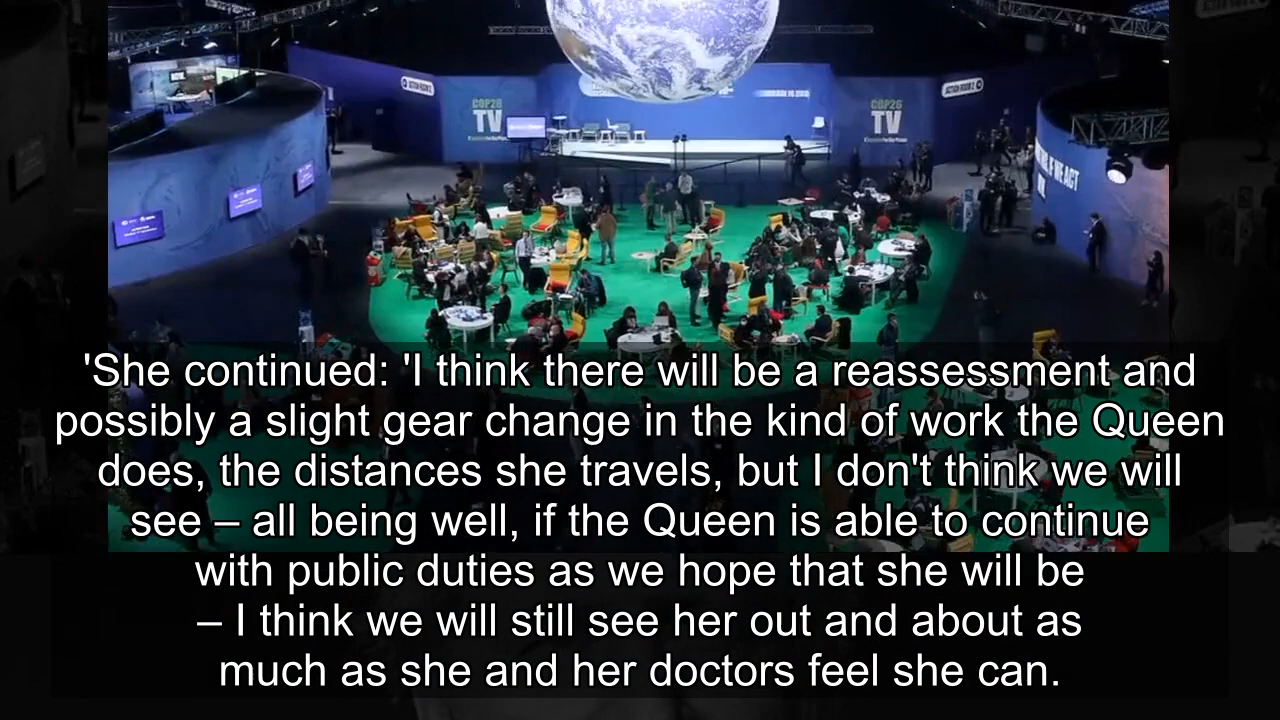 COP26
TV
COP26
TV
'She continued: 'I think there will be a reassessment and
possibly a slight gear change in the kind of work the Queen
does, the distances she travels, but I don't think we will
see – all being well, if the Queen is able to continue
with public duties as we hope that she will be
– I think we will still see her out and about as
much as she and her doctors feel she can.